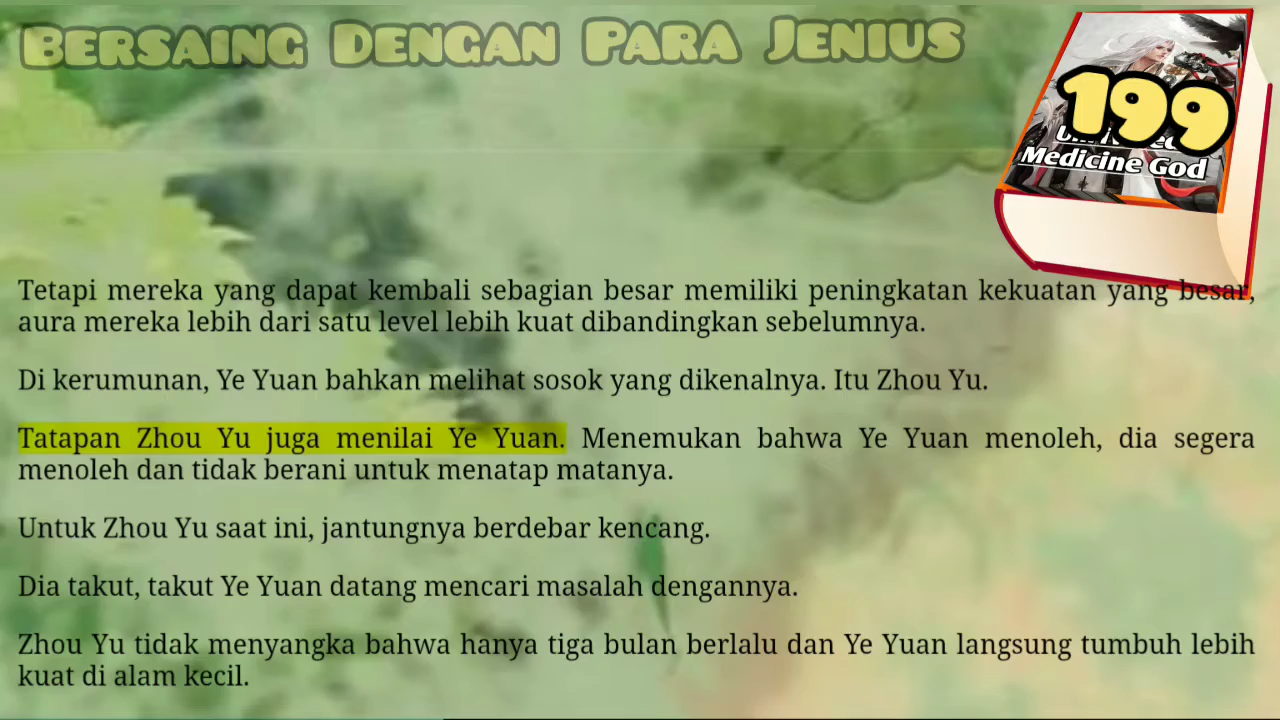 Bersaing Dengan Para Jenius
199
Medicine God
Tetapi mereka yang dapat kembali sebagian besar memiliki peningkatan kekuatan yang besar,
aura mereka lebih dari satu level lebih kuat dibandingkan sebelumnya.
Di kerumunan, Ye Yuan bahkan melihat sosok yang dikenalnya. Itu Zhou Yu.
Tatapan Zhou Yu juga menilai Ye Yuan. Menemukan bahwa Ye Yuan menoleh, dia segera
menoleh dan tidak berani untuk menatap matanya.
Untuk Zhou Yu saat ini, jantungnya berdebar kencang.
Dia takut, takut Ye Yuan datang mencari masalah dengannya.
Zhou Yu tidak menyangka bahwa hanya tiga bulan berlalu dan Ye Yuan langsung tumbuh lebih
kuat di alam kecil.